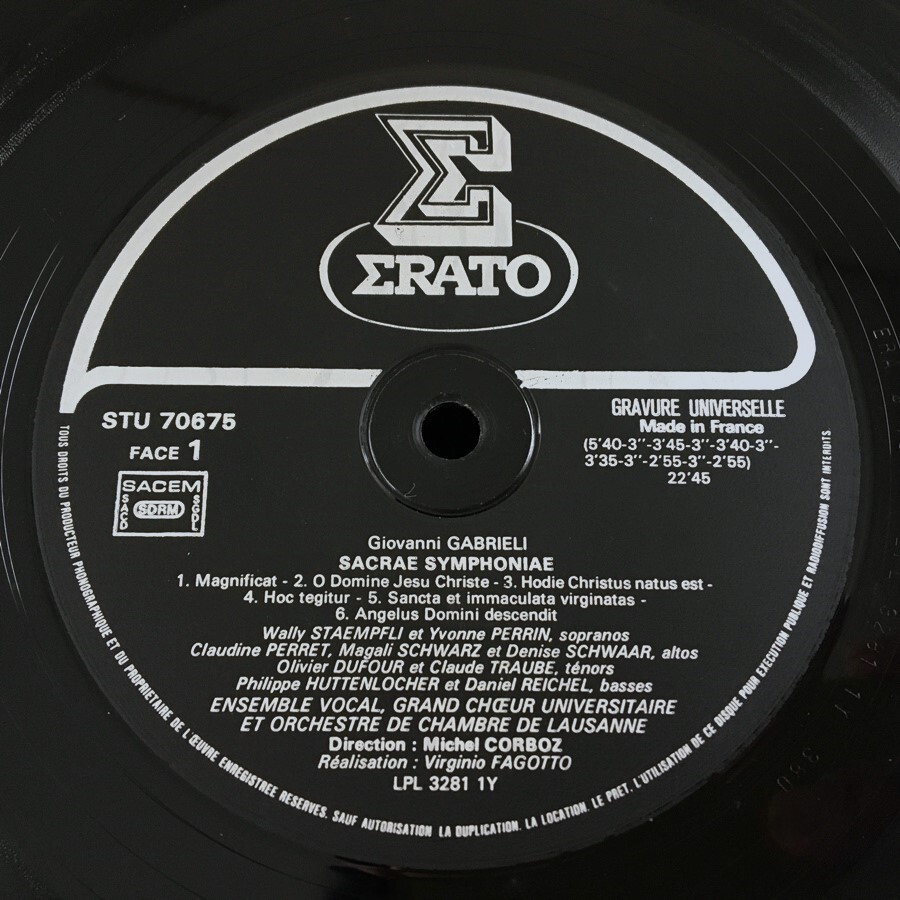 Σ
ΣRATO
STU 70675
FACE 1
SACEM
SACD SDRM SGDL
GRAVURE UNIVERSELLE
Made in France
(5'40-3"-3'45-3"-3'40-3"-
3'35-3"-2'55-3-2'55)
22'45
Giovanni GABRIELI
SACRAE SYMPHONIAE
1. Magnificat - 2. O Domine Jesu Christe - 3. Hodie Christus natus est -
4. Hoc tegitur - 5. Sancta et immaculata virginatas -
6. Angelus Domini descendit
Wally STAEMPFLI et Yvonne PERRIN, sopranos
Claudine PERRET, Magali SCHWARZ et Denise SCHWAAR, altos
Olivier DUFOUR et Claude TRAUBE, ténors
Philippe HUTTENLOCHER et Daniel REICHEL, basses
ENSEMBLE VOCAL, GRAND CHŒUR UNIVERSITAIRE
ET ORCHESTRE DE CHAMBRE DE LAUSANNE
Direction : Michel CORBOZ
Réalisation : Virginio FAGOTTO
LPL 3281 1Y
TOUS DROITS DU PRODUCTEUR PHONOGRAPHIQUE ET DU PROPRIETAIRE DE L'ŒUVRE ENREGISTREE RESERVES. SAUF AUTORISATION LA DUPLICATION. LA LOCATION. LE PRET. L'UTILISATION DE CE DISQUE POUR EXECUTION PUBLIQUE ET RADIODIFFUSION SONT INTERDITS